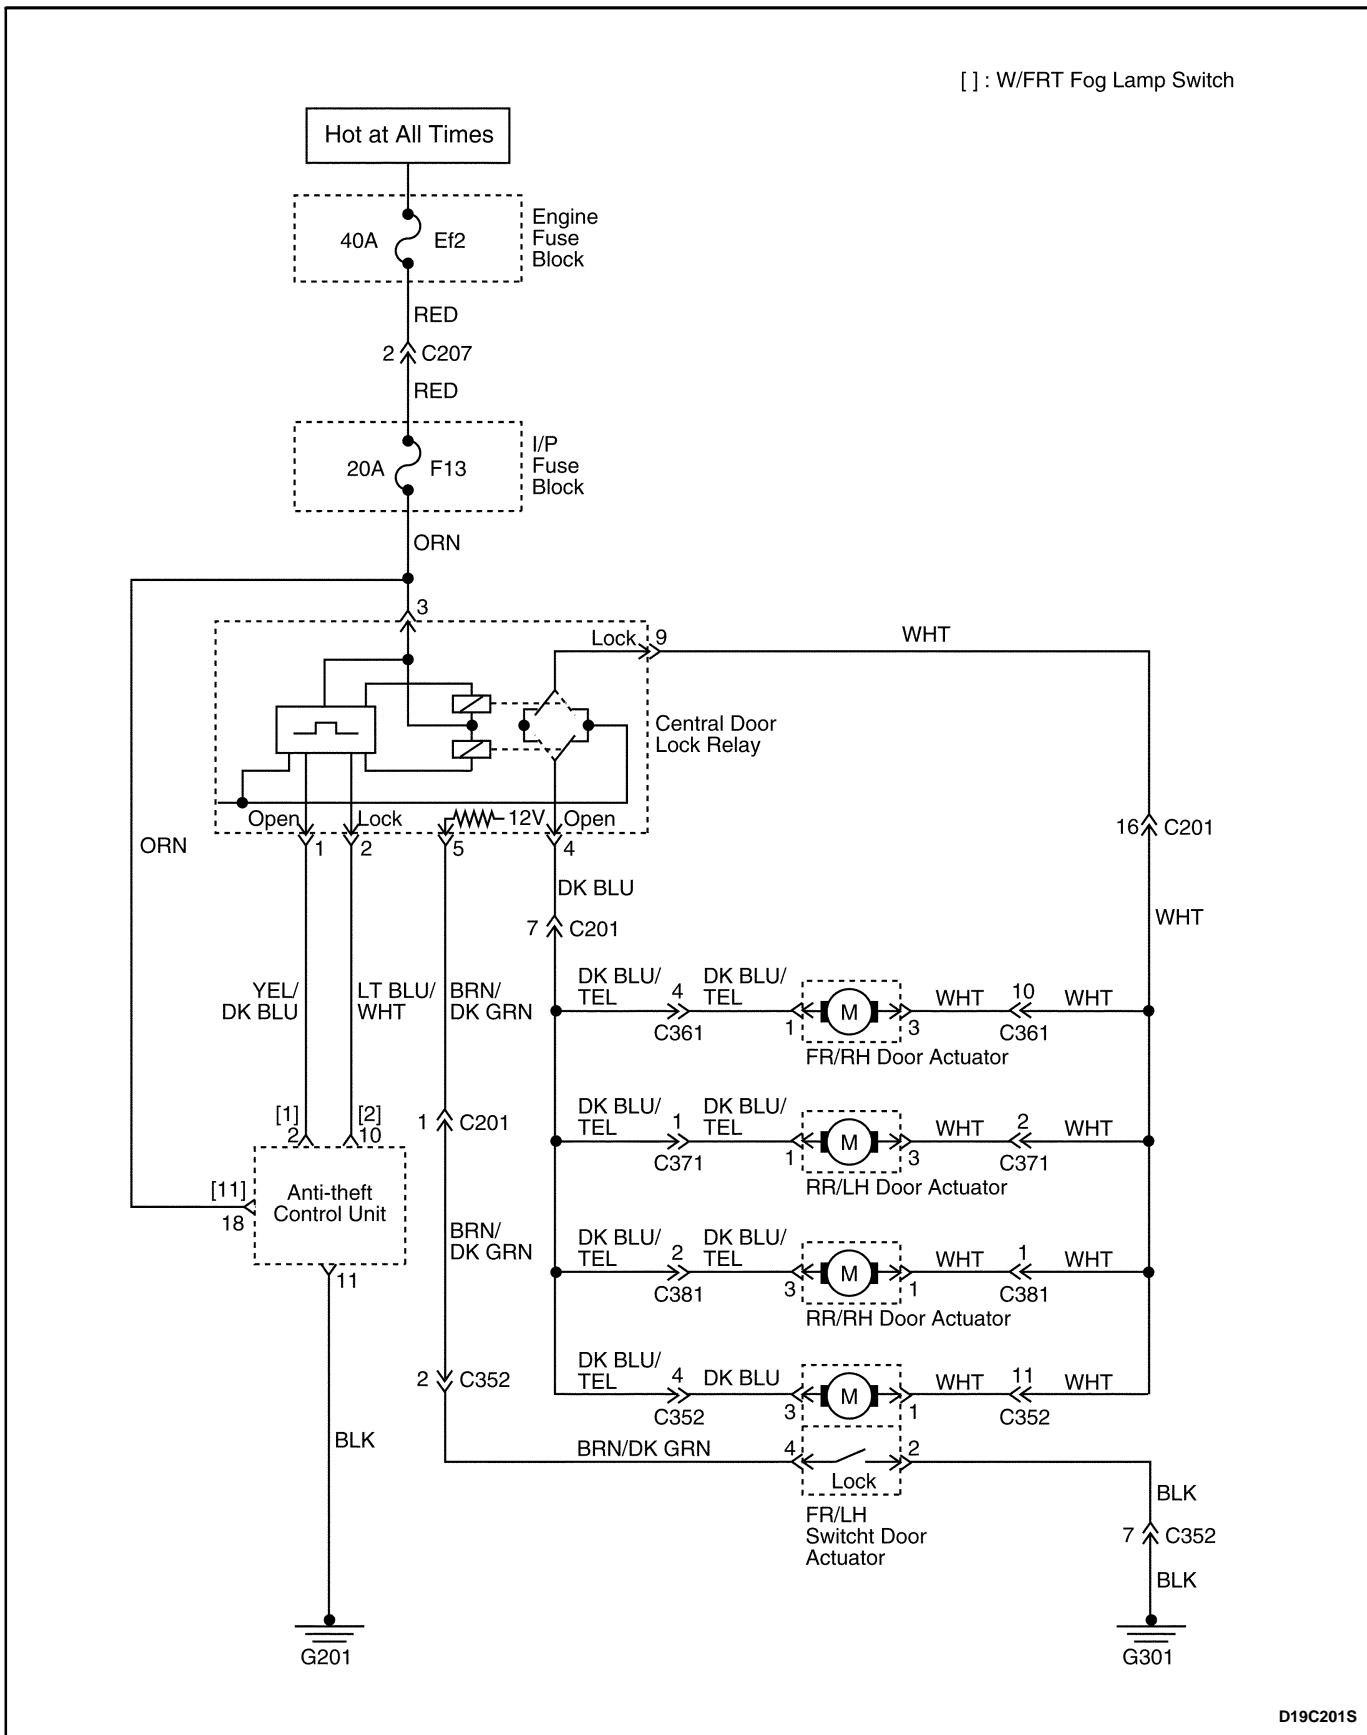 [ ] : W/FRT Fog Lamp Switch
Hot at All Times
40A
Ef2
Engine
Fuse
Block
RED
2
C207
RED
20A
F13
I/P
Fuse
Block
ORN
3
Lock
9
WHT
Central Door
Lock Relay
Open
Lock
12V
Open
1
2
5
4
ORN
16
C201
DK BLU
7
C201
WHT
YEL/
DK BLU
LT BLU/
WHT
BRN/
DK GRN
DK BLU/
TEL
4
C361
DK BLU/
TEL
1
M
3
WHT
10
C361
WHT
FR/RH Door Actuator
[1]
2
[2]
10
1
C201
DK BLU/
TEL
1
C371
DK BLU/
TEL
1
M
3
WHT
2
C371
WHT
RR/LH Door Actuator
[11]
18
Anti-theft
Control Unit
11
BRN/
DK GRN
DK BLU/
TEL
2
C381
DK BLU/
TEL
3
M
1
WHT
1
C381
WHT
RR/RH Door Actuator
2
C352
DK BLU/
TEL
4
C352
DK BLU
3
M
1
WHT
11
C352
WHT
BLK
BRN/DK GRN
4
2
Lock
FR/LH
Switcht Door
Actuator
BLK
7
C352
BLK
G201
G301
D19C201S